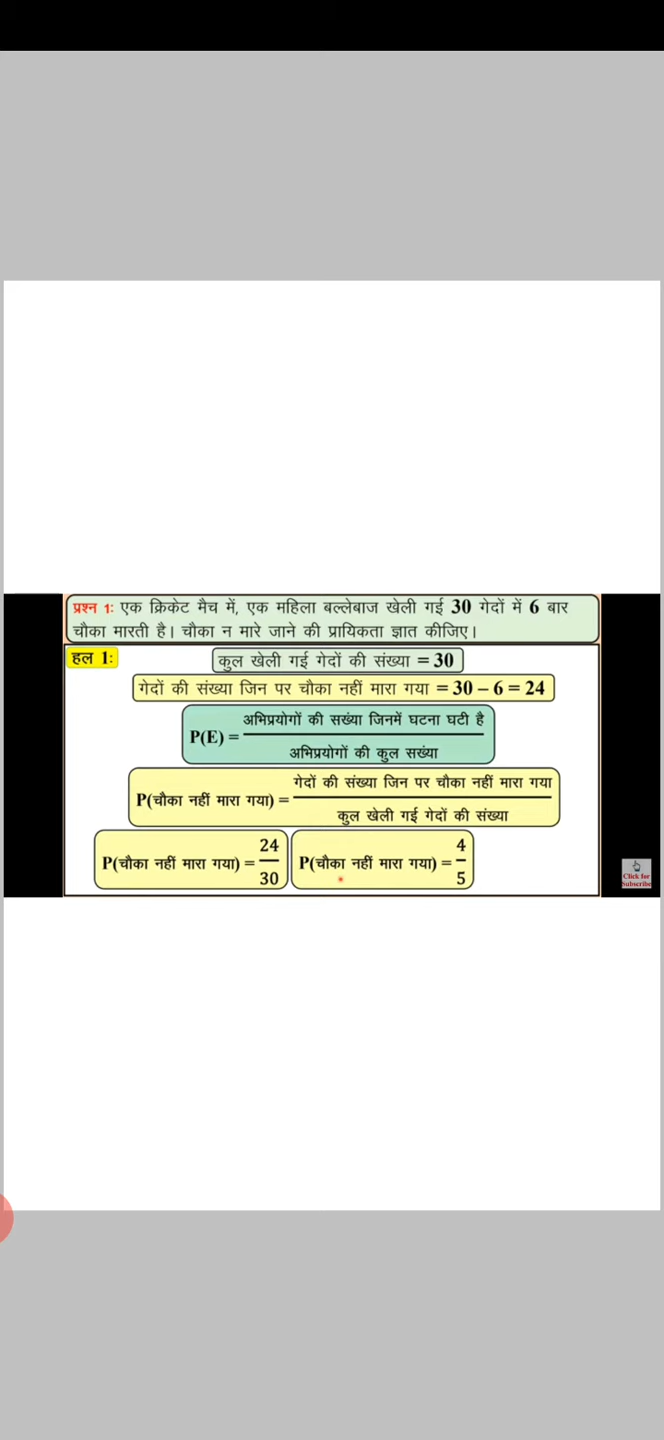 प्रश्न 1: एक क्रिकेट मैच में, एक महिला बल्लेबाज खेली गई 30 गेदों में 6 बार
चौका मारती है। चौका न मारे जाने की प्रायिकता ज्ञात कीजिए।
हल 1:
कुल खेली गई गेदों की संख्या = 30
गेदों की संख्या जिन पर चौका नहीं मारा गया = 30 – 6 = 24
अभिप्रयोगों की सख्या जिनमें घटना घटी है
P(E) =
अभिप्रयोगों की कुल सख्ंया
गेदों की संख्या जिन पर चौका नहीं मारा गया
P(चौका नहीं मारा गया) =
कुल खेली गई गेदों की संख्या
P(चौका नहीं मारा गया) = 24/30
P(चौका नहीं मारा गया) = 4/5
Click for
Subscribe